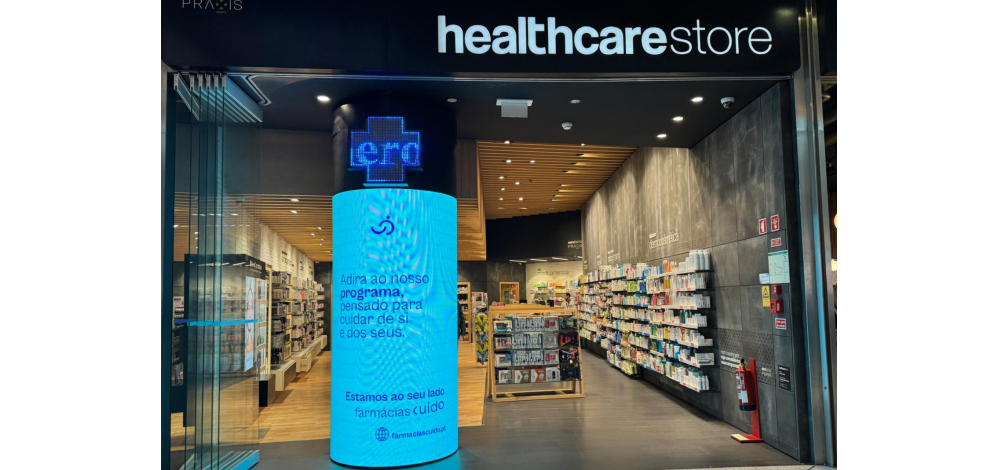 PRAXIS
healthcarestore
erd
Adira ao nosso
programa,
pensado para
cuidar de si
e dos seus.
Estamos ao seu lado
farmácias cuido
farmaciascuido.pt